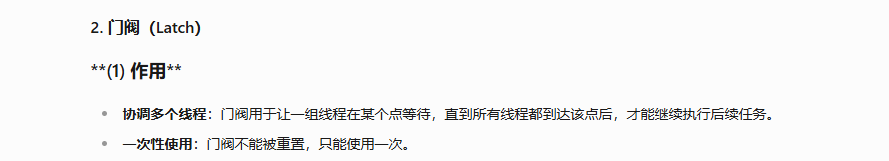 2. 门阀（Latch）
**(1) 作用**
协调多个线程：门阀用于让一组线程在某个点等待，直到所有线程都到达该点后，才能继续执行后续任务。
一次性使用：门阀不能被重置，只能使用一次。